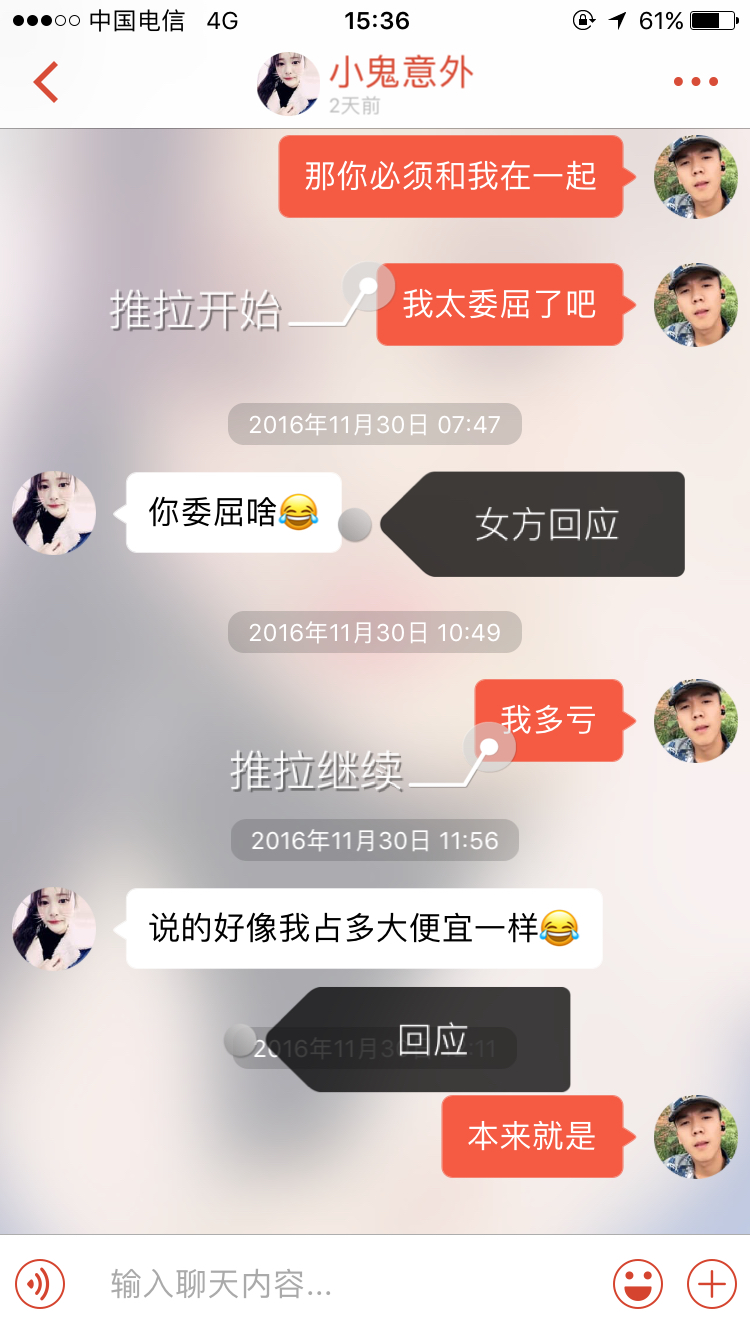 中国电信 4G 15:36 61%
小鬼意外
2天前
那你必须和我在一起
推拉开始
我太委屈了吧
2016年11月30日 07:47
你委屈啥😂
女方回应
2016年11月30日 10:49
我多亏
推拉继续
2016年11月30日 11:56
说的好像我占多大便宜一样😂
回应
2016年11月3 :11
本来就是
输入聊天内容...